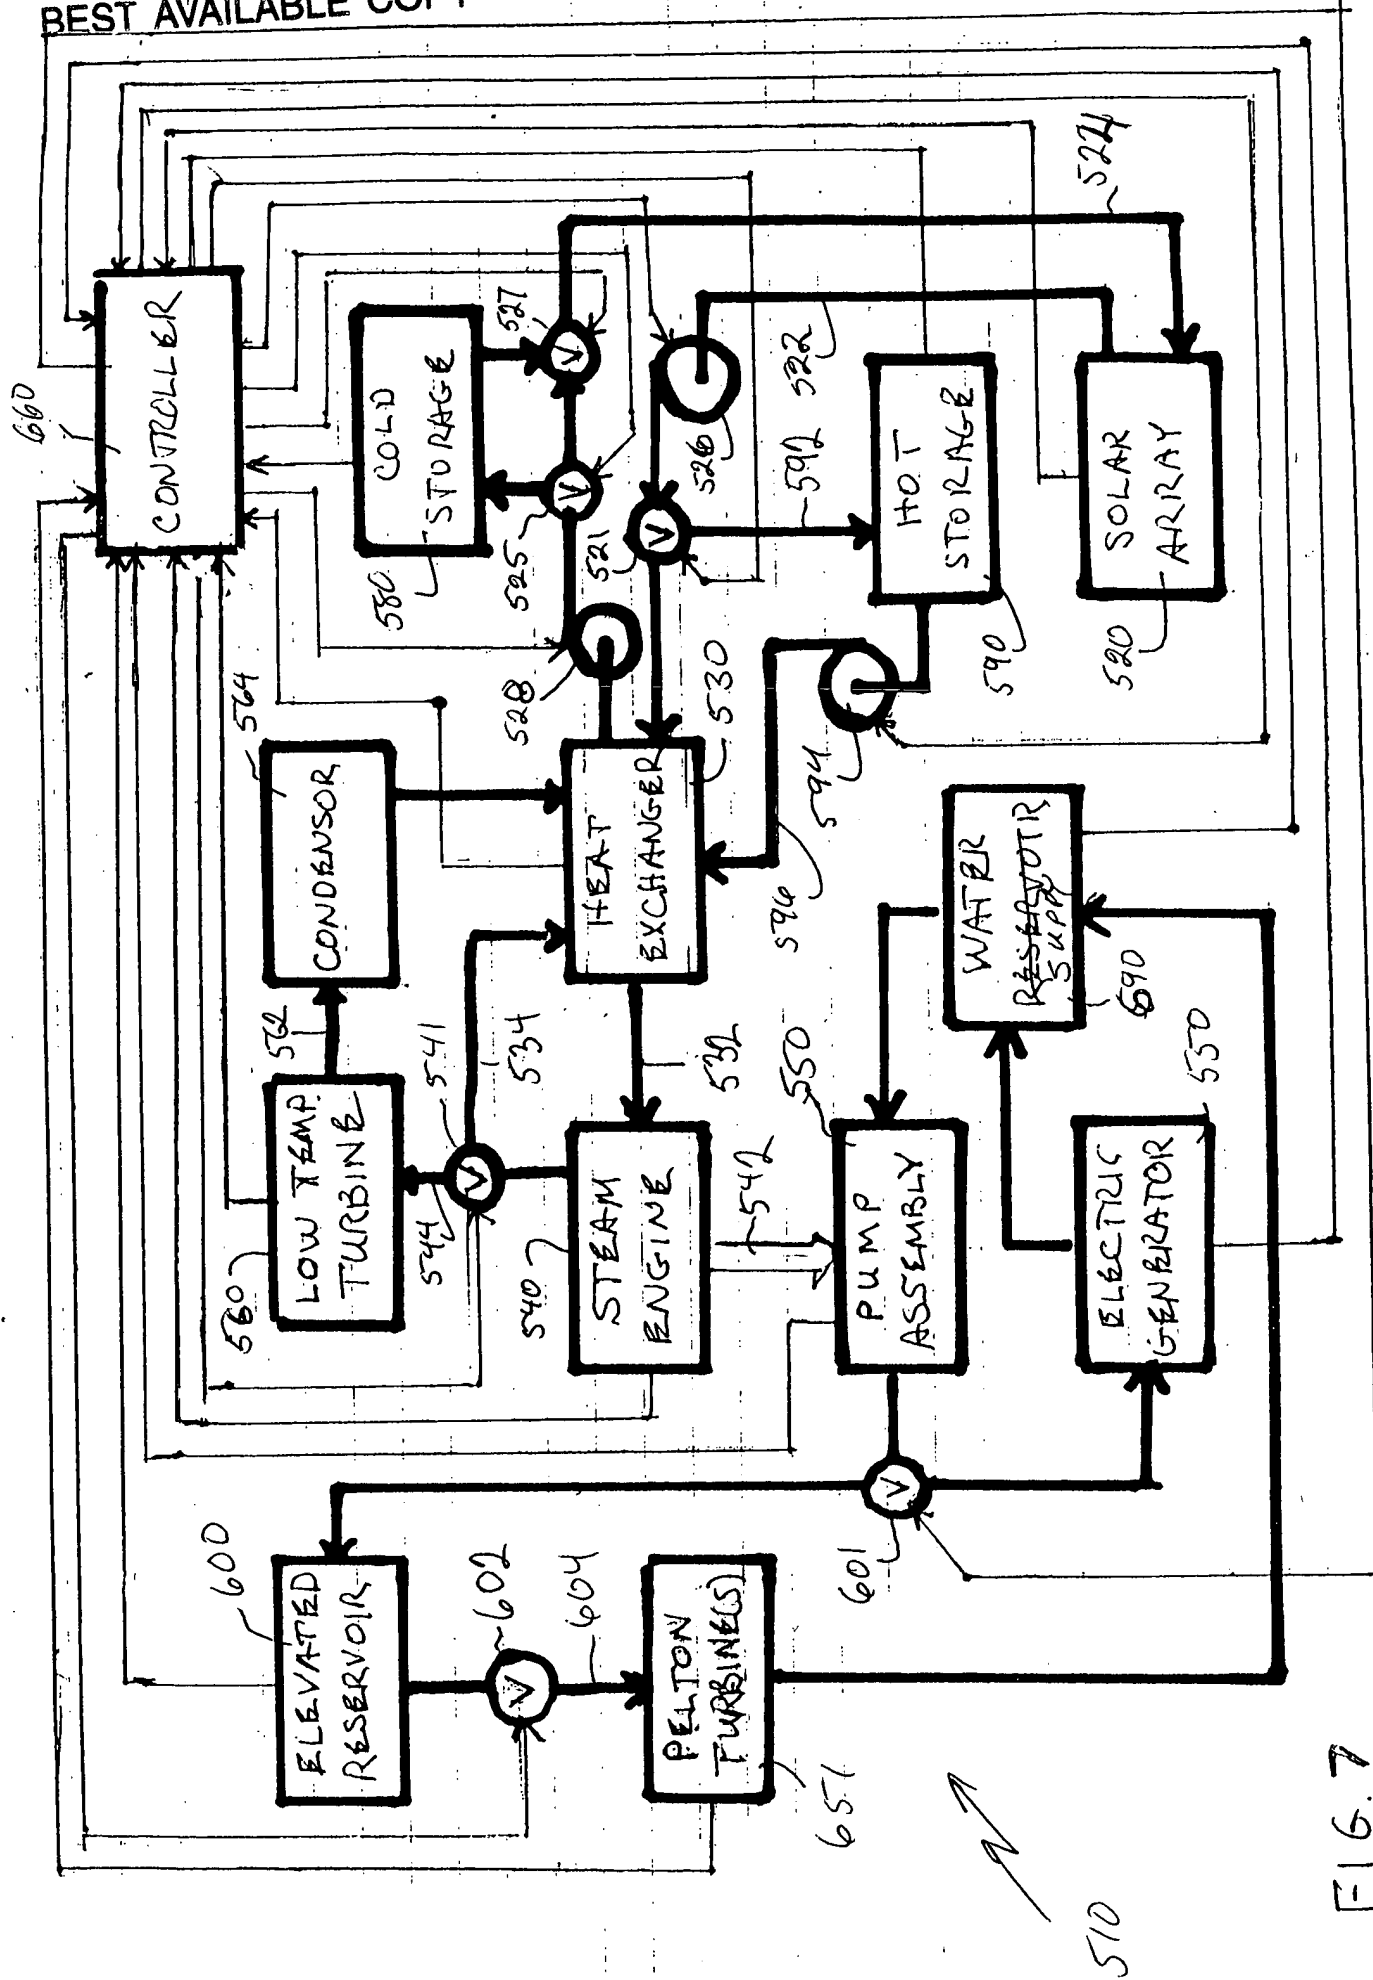 BEST AVAILABLE COPY
660
CONTROLLER
COLD
STORAGE
580
527
525
521
528
526
522
524
592
HOT
STORAGE
590
SOLAR
ARRAY
520
564
CONDENSOR
562
HEAT
EXCHANGER
530
594
596
LOW TEMP.
TURBINE
560
541
544
534
532
STEAM
ENGINE
540
542
550
PUMP
ASSEMBLY
WATER
RESERVOIR
SUPPLY
690
ELECTRIC
GENERATOR
550
600
ELEVATED
RESERVOIR
602
604
601
PELTON
TURBINE(S)
651
510
FIG. 7
V
V
V
V
V
V